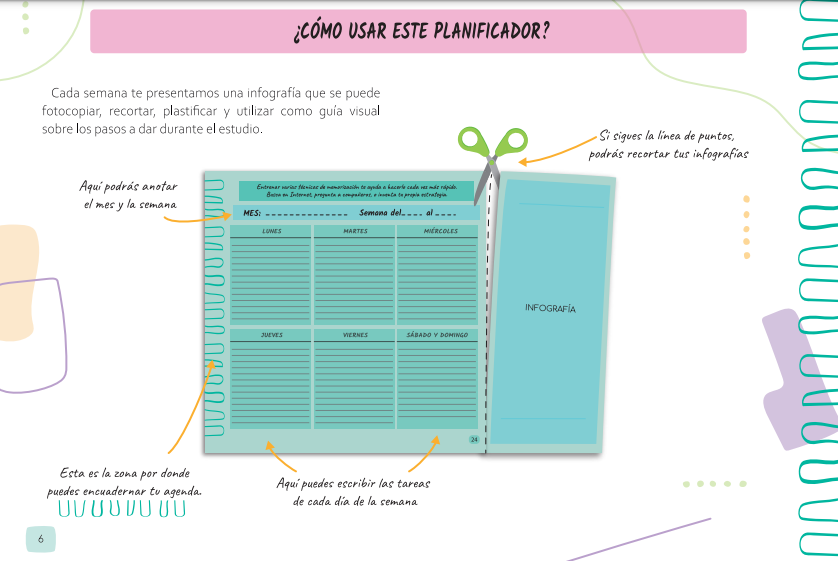 ¿CÓMO USAR ESTE PLANIFICADOR?
Cada semana te presentamos una infografía que se puede
fotocopiar, recortar, plastificar y utilizar como guía visual
sobre los pasos a dar durante el estudio.
Si sigues la línea de puntos,
podrás recortar tus infografías
Aquí podrás anotar
el mes y la semana
Entrenar varias técnicas de memorización te ayuda a hacerlo cada vez más rápido.
Busca en Internet, pregunta a compañeros, o inventa tu propia estrategia.
MES: _ _ _ _ _ _ _ _ _ _ _ _ _ _ Semana del_ _ _ _ al _ _ _ _
LUNES MARTES MIÉRCOLES
INFOGRAFÍA
JUEVES VIERNES SÁBADO Y DOMINGO
24
Esta es la zona por donde
puedes encuadernar tu agenda.
Aquí puedes escribir las tareas
de cada día de la semana
6